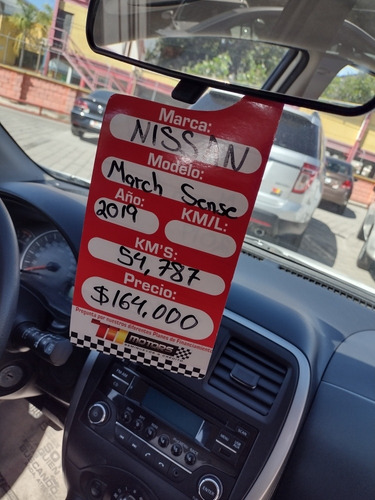 Marca:
NISSAN
Modelo:
March Sense
Año:
KM/L:
2019
KM'S:
54,787
Precio:
$164,000
MOTORS